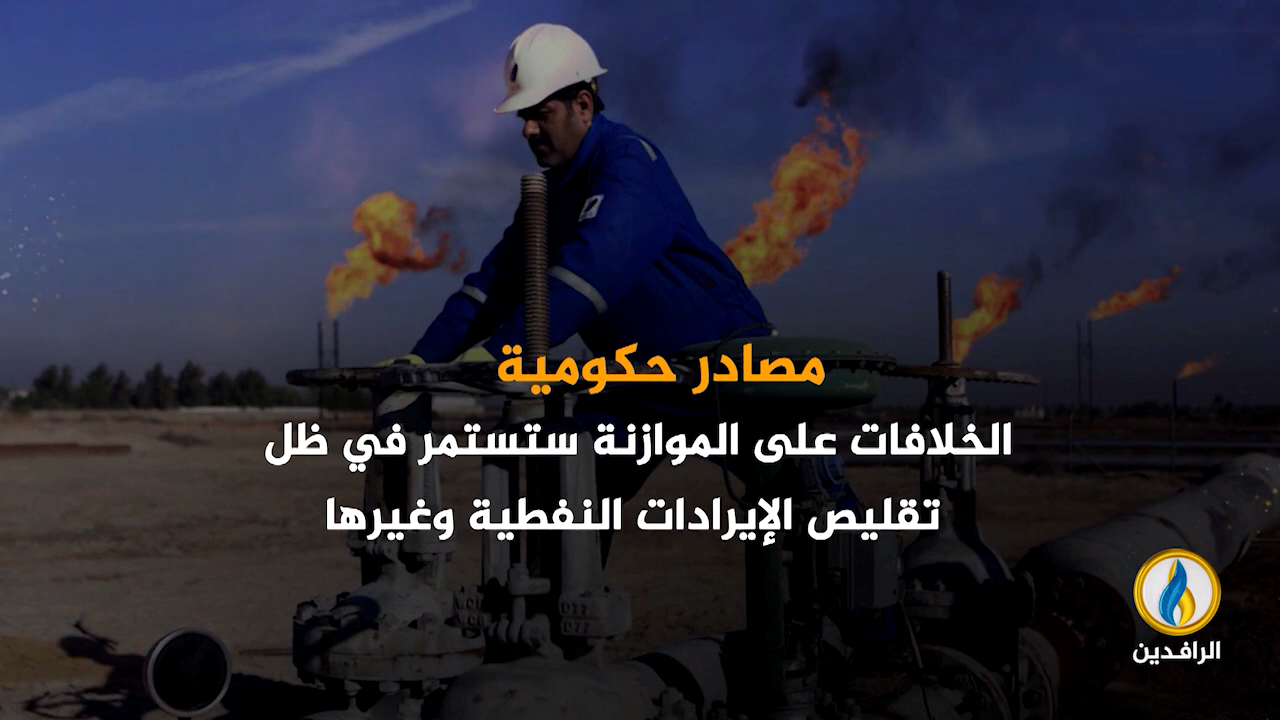 مصادر حكومية
الخلافات على الموازنة ستستمر في ظل
تقليص الإيرادات النفطية وغيرها
الرافدين